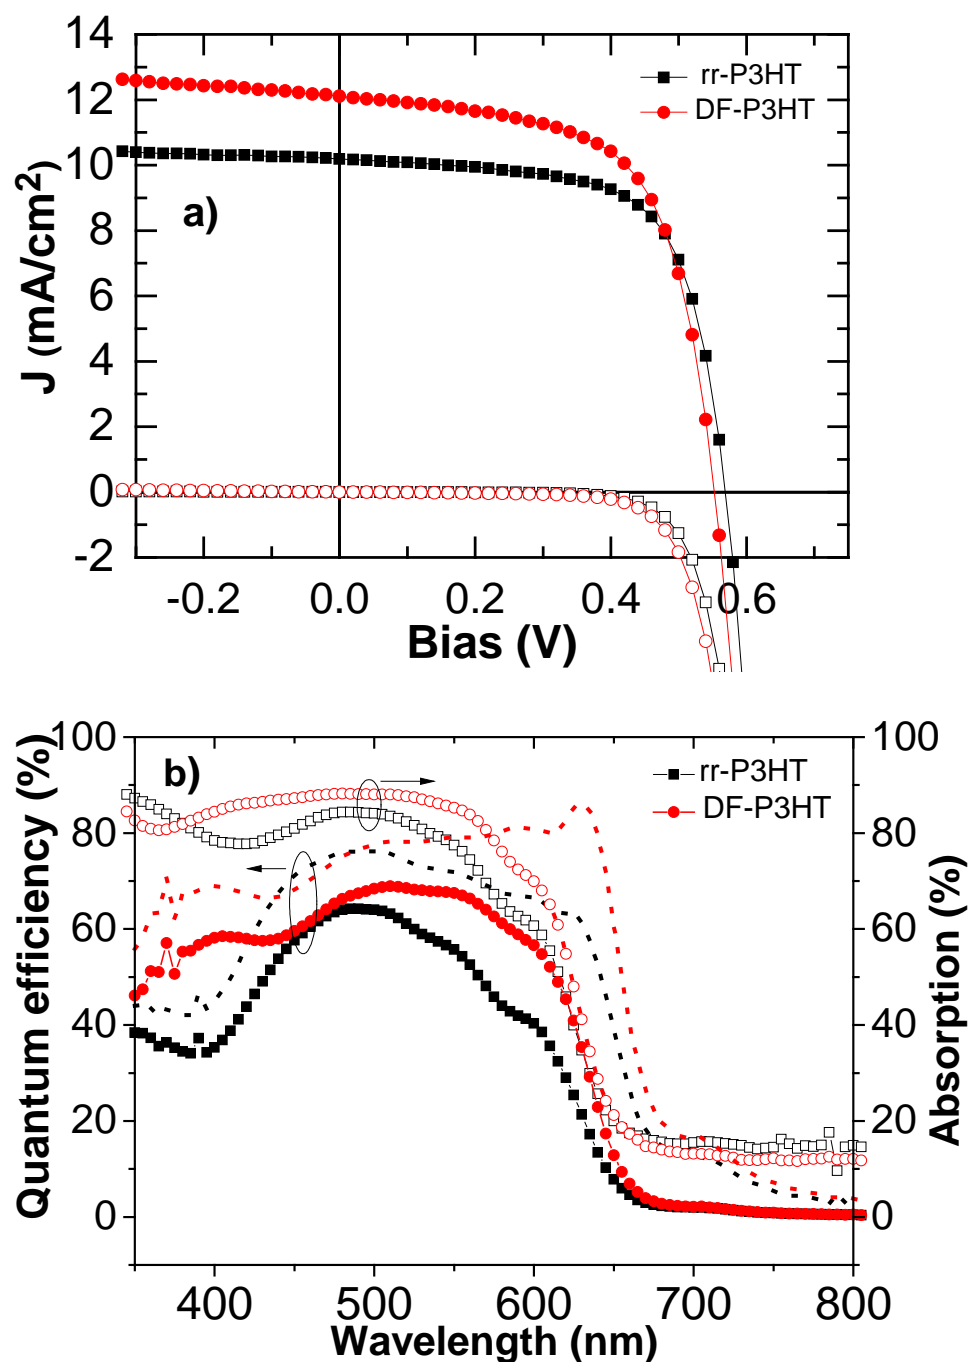 14
12
10
8
6
4
2
0
-2
J (mA/cm²)
a)
rr-P3HT
DF-P3HT
-0.2 0.0 0.2 0.4 0.6
Bias (V)
100
80
60
40
20
0
Quantum efficiency (%)
b)
rr-P3HT
DF-P3HT
100
80
60
40
20
0
Absorption (%)
400 500 600 700 800
Wavelength (nm)